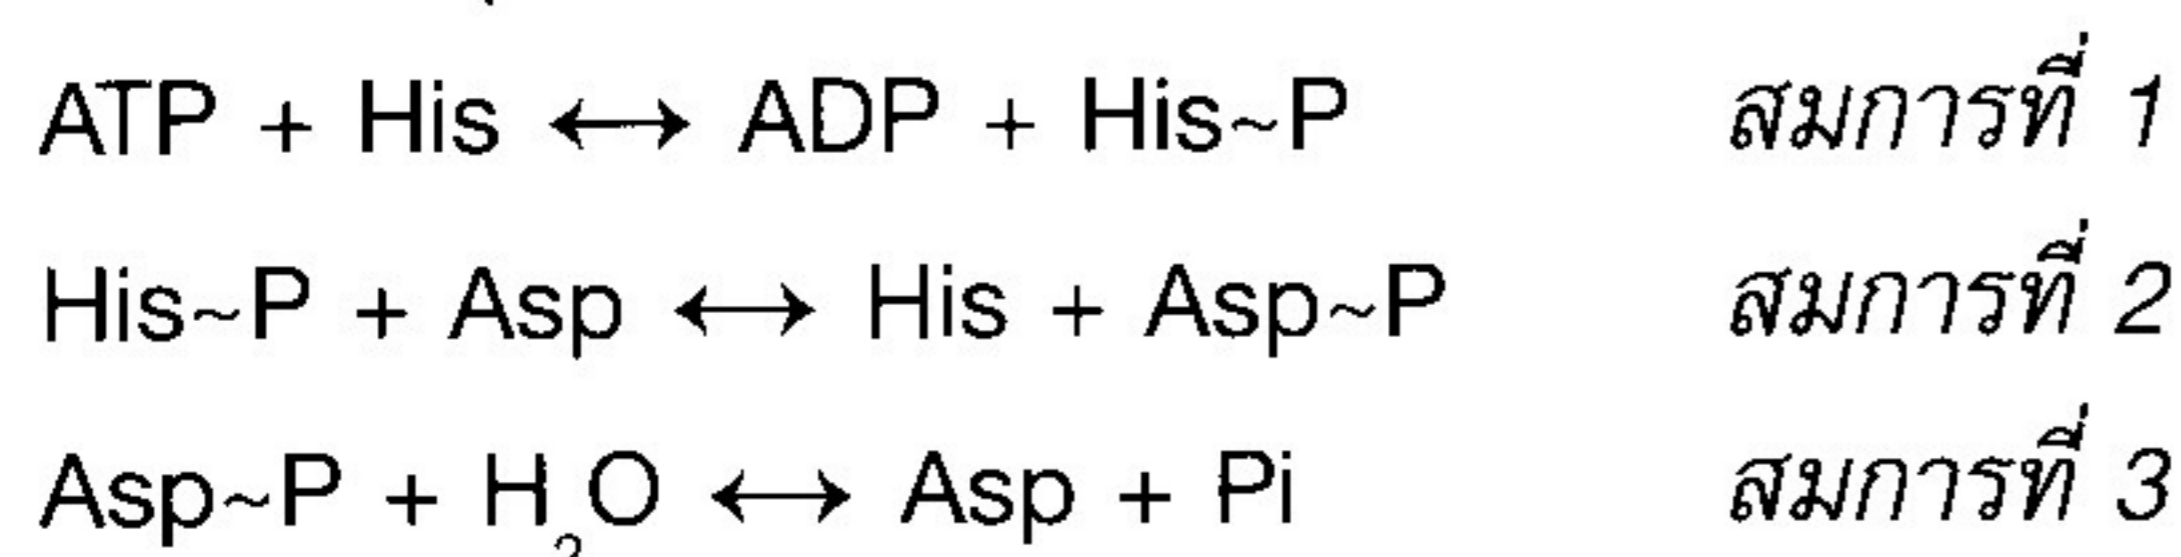 ATP + His ↔ ADP + His~P สมการที่ 1
His~P + Asp ↔ His + Asp~P สมการที่ 2
Asp~P + H₂O ↔ Asp + Pi สมการที่ 3